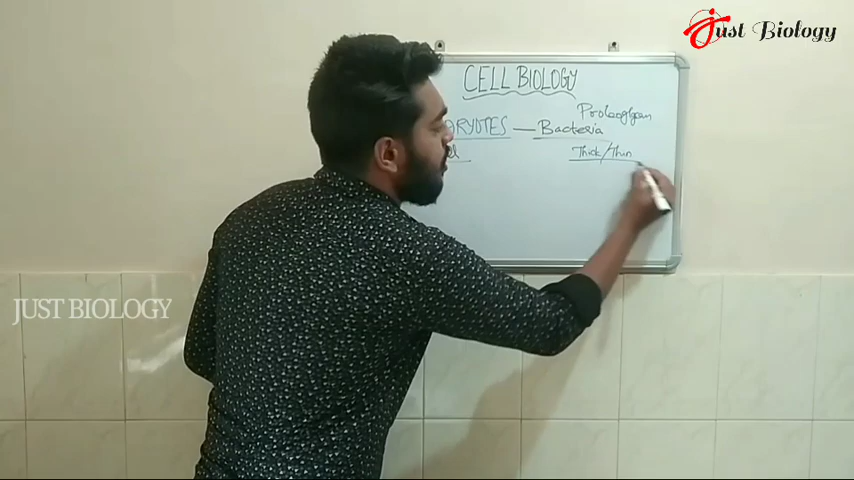 Just Biology
CELL BIOLOGY
Proteoglycan
ARYOTES — Bacteria
Thick/Thin
JUST BIOLOGY